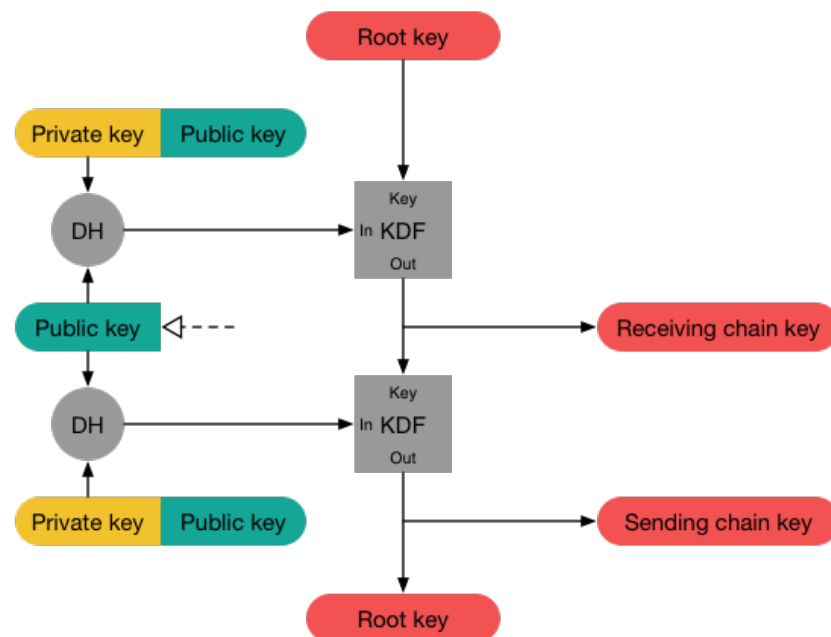 Root key
Private key Public key
Key
DH
In KDF
Out
Public key
Receiving chain key
Key
DH
In KDF
Out
Private key Public key
Sending chain key
Root key